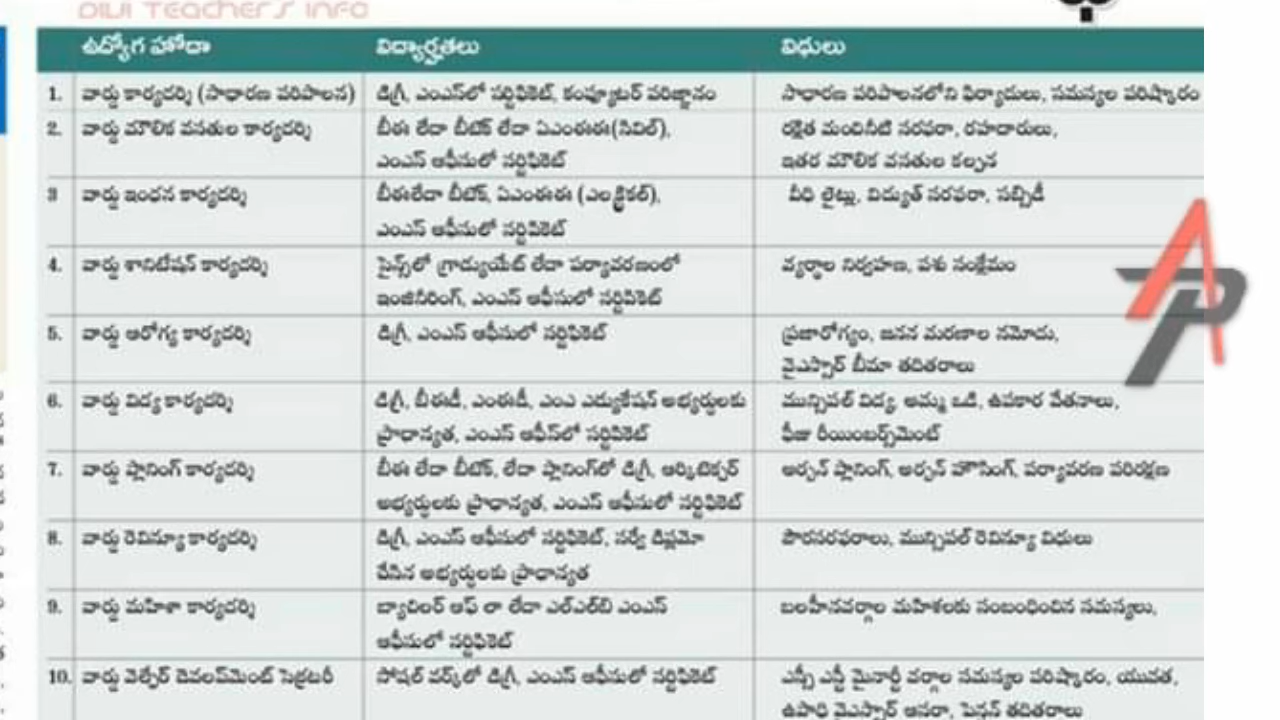 DIVI TEACHER'S INFO
ఉద్యోగ హోదా విద్యార్హతలు విధులు
1. వార్డు కార్యదర్శి (సాధారణ పరిపాలన) డిగ్రీ, ఎంఎస్‌లో సర్టిఫికెట్, కంప్యూటర్ పరిజ్ఞానం సాధారణ పరిపాలనలోని ఫిర్యాదులు, సమస్యల పరిష్కారం
2. వార్డు మౌలిక వసతుల కార్యదర్శి బీఈ లేదా బీటెక్ లేదా ఏఎంఈఈ(సివిల్), రక్షిత మంచినీటి సరఫరా, రహదారులు,
ఎంఎస్ ఆఫీసులో సర్టిఫికెట్ ఇతర మౌలిక వసతుల కల్పన
3 వార్డు ఇంధన కార్యదర్శి బీఈలేదా బీటెక్, ఏఎంఈఈ (ఎలక్ట్రికల్), వీధి లైట్లు, విద్యుత్ సరఫరా, సబ్సిడీ
ఎంఎస్ ఆఫీసులో సర్టిఫికెట్
4. వార్డు శానిటేషన్ కార్యదర్శి సైన్స్‌లో గ్రాడ్యుయేట్ లేదా పర్యావరణంలో వ్యర్థాల నిర్వహణ, పశు సంక్షేమం
ఇంజినీరింగ్, ఎంఎస్ ఆఫీసులో సర్టిఫికెట్
5. వార్డు ఆరోగ్య కార్యదర్శి డిగ్రీ, ఎంఎస్ ఆఫీసులో సర్టిఫికెట్ ప్రజారోగ్యం, జనన మరణాల నమోదు,
వైఎస్సార్ బీమా తదితరాలు
6. వార్డు విద్య కార్యదర్శి డిగ్రీ, బీఈడీ, ఎంఈడీ, ఎంఎ ఎడ్యుకేషన్ అభ్యర్థులకు మున్సిపల్ విద్య, అమ్మ ఒడి, ఉపకార వేతనాలు,
ప్రాధాన్యత, ఎంఎస్ ఆఫీస్‌లో సర్టిఫికెట్ ఫీజు రీయింబర్స్‌మెంట్
7. వార్డు ప్లానింగ్ కార్యదర్శి బీఈ లేదా బీటెక్, లేదా ప్లానింగ్‌లో డిగ్రీ, ఆర్కిటెక్చర్ అర్బన్ ప్లానింగ్, అర్బన్ హౌసింగ్, పర్యావరణ పరిరక్షణ
అభ్యర్థులకు ప్రాధాన్యత, ఎంఎస్ ఆఫీసులో సర్టిఫికెట్
8. వార్డు రెవిన్యూ కార్యదర్శి డిగ్రీ, ఎంఎస్ ఆఫీసులో సర్టిఫికెట్, సర్వే డిప్లమో పౌరసరఫరాలు, మున్సిపల్ రెవిన్యూ విధులు
చేసిన అభ్యర్థులకు ప్రాధాన్యత
9. వార్డు మహిళా కార్యదర్శి బ్యాచిలర్ ఆఫ్ లా లేదా ఎల్‌ఎల్‌బి ఎంఎస్ బలహీనవర్గాల మహిళలకు సంబంధించిన సమస్యలు,
ఆఫీసులో సర్టిఫికెట్
10. వార్డు వెల్ఫేర్ డెవలప్‌మెంట్ సెక్రటరీ సోషల్ వర్క్‌లో డిగ్రీ, ఎంఎస్ ఆఫీసులో సర్టిఫికెట్ ఎస్సీ ఎస్టీ మైనార్టీ వర్గాల సమస్యల పరిష్కారం, యువత,
ఉపాధి వైఎస్సార్ ఆసరా, పెన్షన్ తదితరాలు
AP